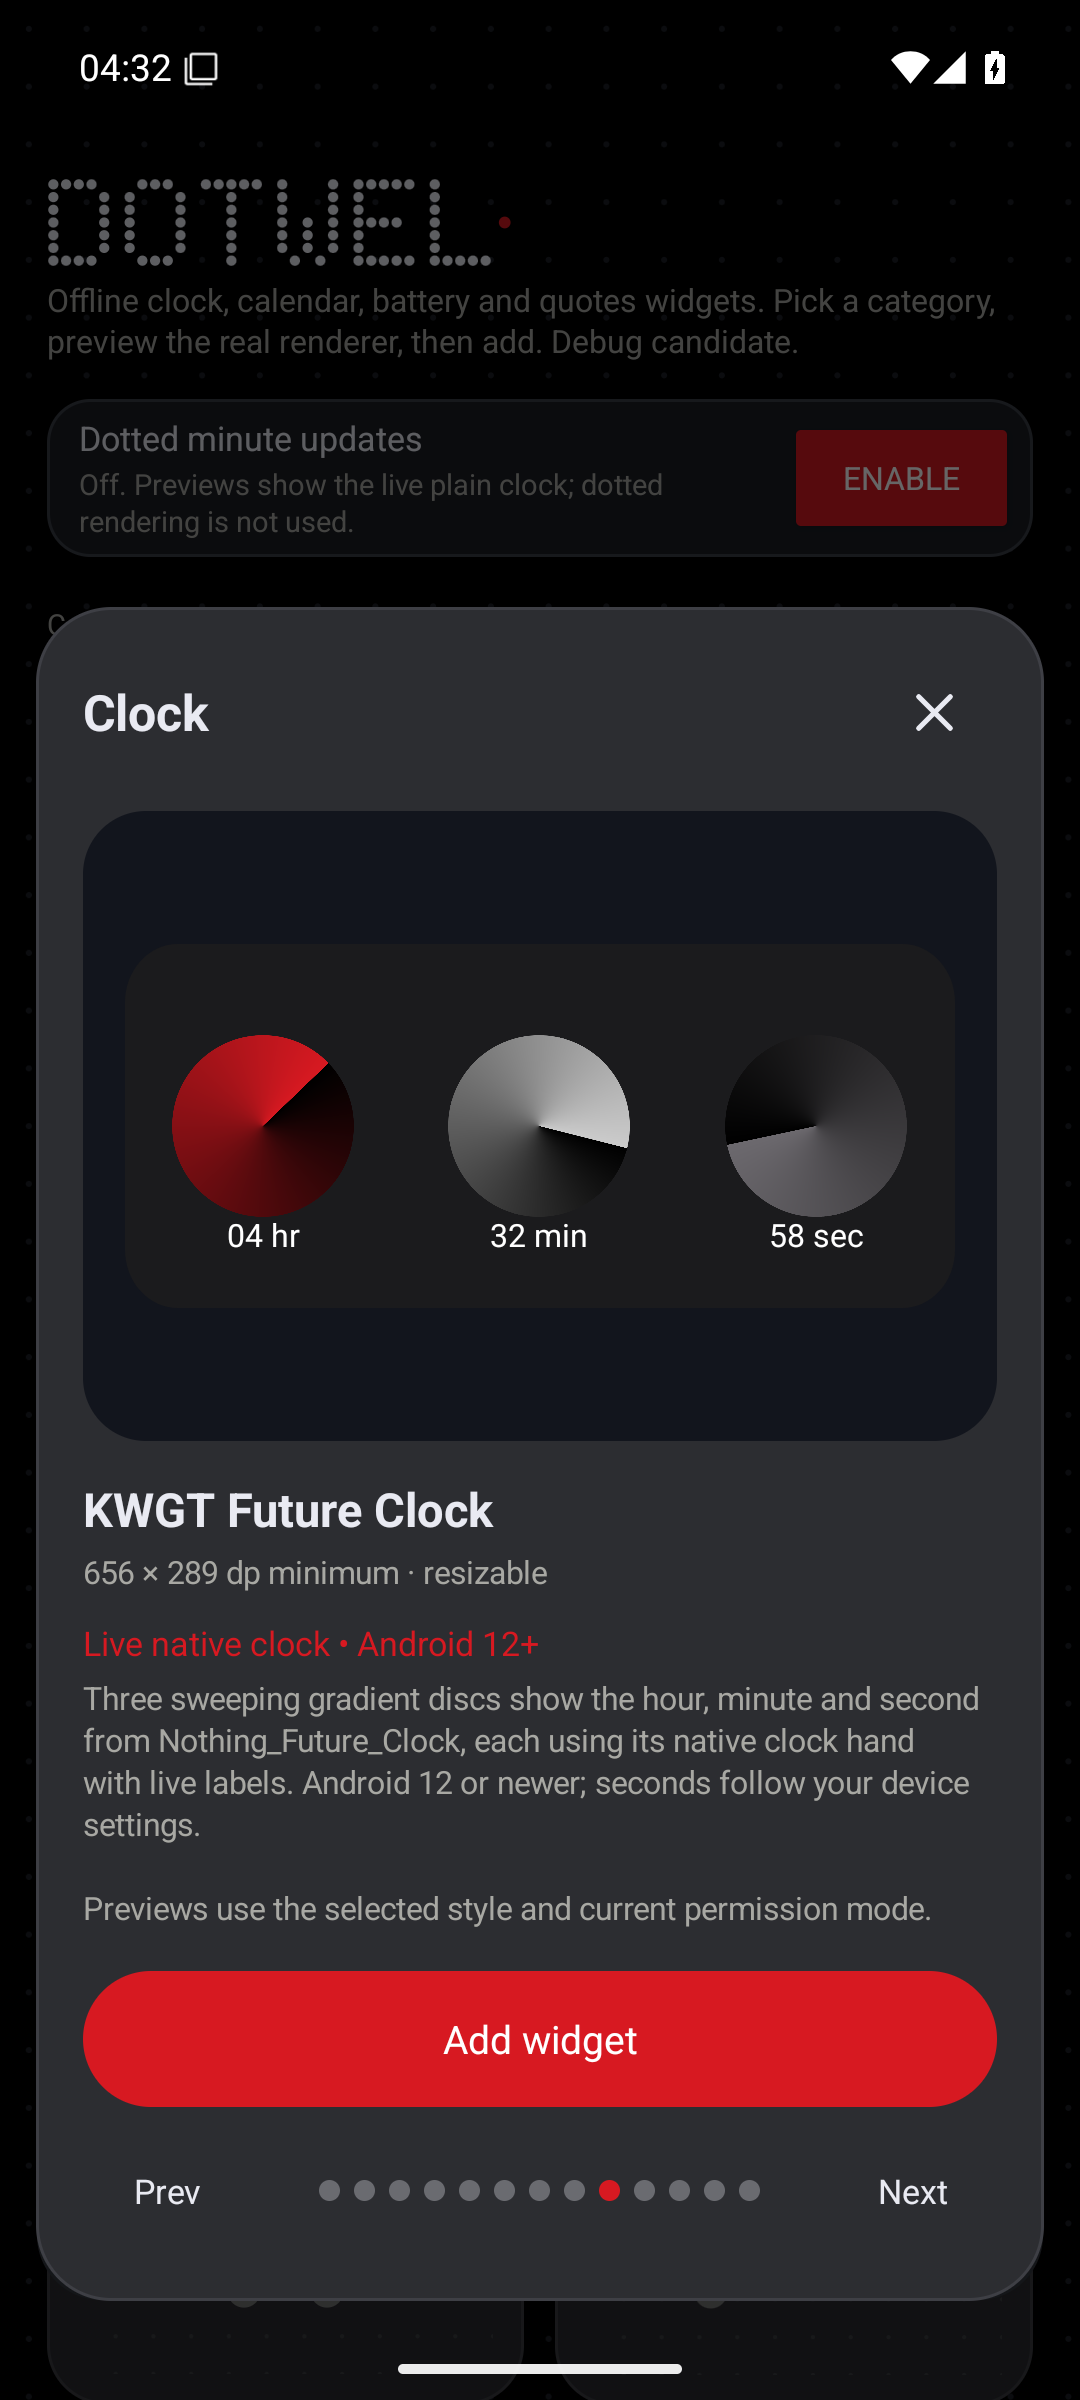 04:32
DOTWEL
Offline clock, calendar, battery and quotes widgets. Pick a category,
preview the real renderer, then add. Debug candidate.
Dotted minute updates
Off. Previews show the live plain clock; dotted
rendering is not used.
ENABLE
Clock
04 hr
32 min
58 sec
KWGT Future Clock
656 × 289 dp minimum · resizable
Live native clock • Android 12+
Three sweeping gradient discs show the hour, minute and second
from Nothing_Future_Clock, each using its native clock hand
with live labels. Android 12 or newer; seconds follow your device
settings.
Previews use the selected style and current permission mode.
Add widget
Prev
Next